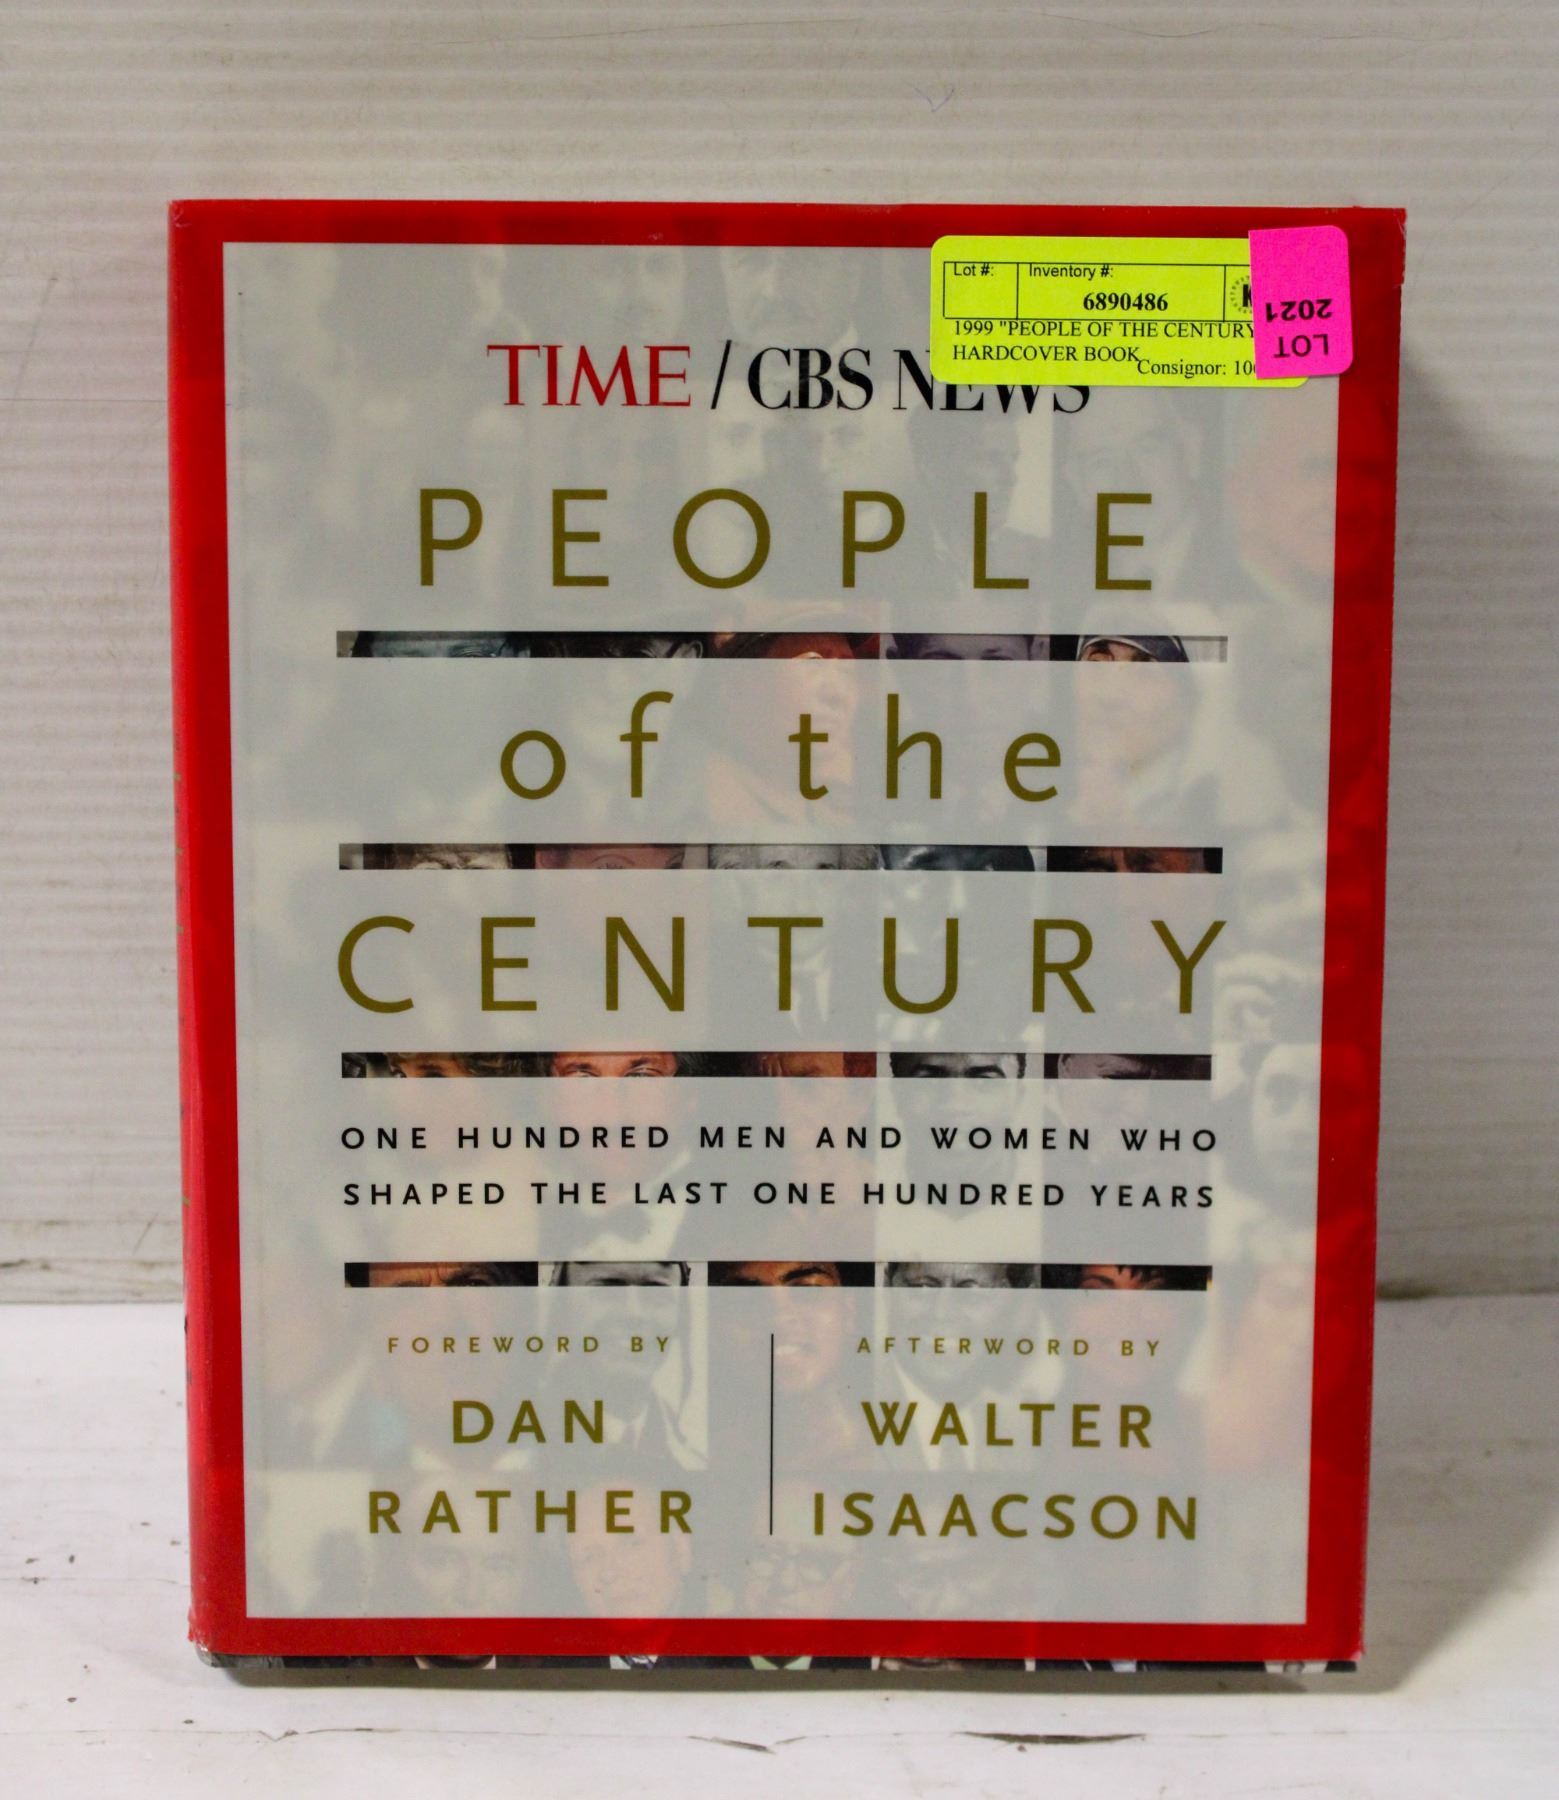 Lot #:
Inventory #:
6890486
1999 "PEOPLE OF THE CENTURY
HARDCOVER BOOK
Consignor:
LOT
2021
TIME / CBS NEWS
PEOPLE
of the
CENTURY
ONE HUNDRED MEN AND WOMEN WHO
SHAPED THE LAST ONE HUNDRED YEARS
FOREWORD BY
DAN
RATHER
AFTERWORD BY
WALTER
ISAACSON